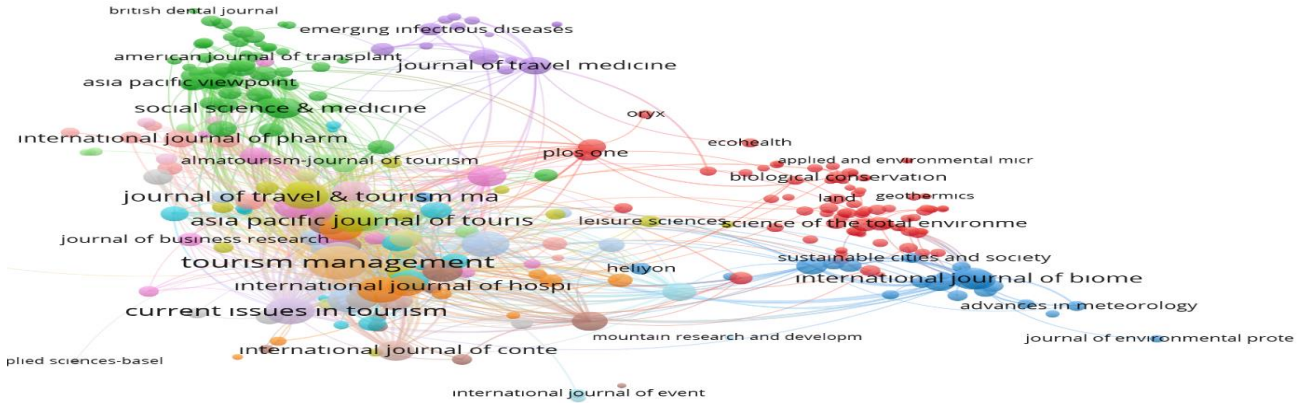 british dental journal
emerging infectious diseases
american journal of transplant
journal of travel medicine
asia pacific viewpoint
social science & medicine
oryx
international journal of pharm
ecohealth
plos one
almatourism-journal of tourism
applied and environmental micr
biological conservation
journal of travel & tourism ma
land
geothermics
asia pacific journal of touris
leisure sciences
science of the total environme
journal of business research
sustainable cities and society
tourism management
heliyon
international journal of biome
international journal of hospi
current issues in tourism
advances in meteorology
mountain research and developm
journal of environmental prote
international journal of conte
plied sciences-basel
international journal of event